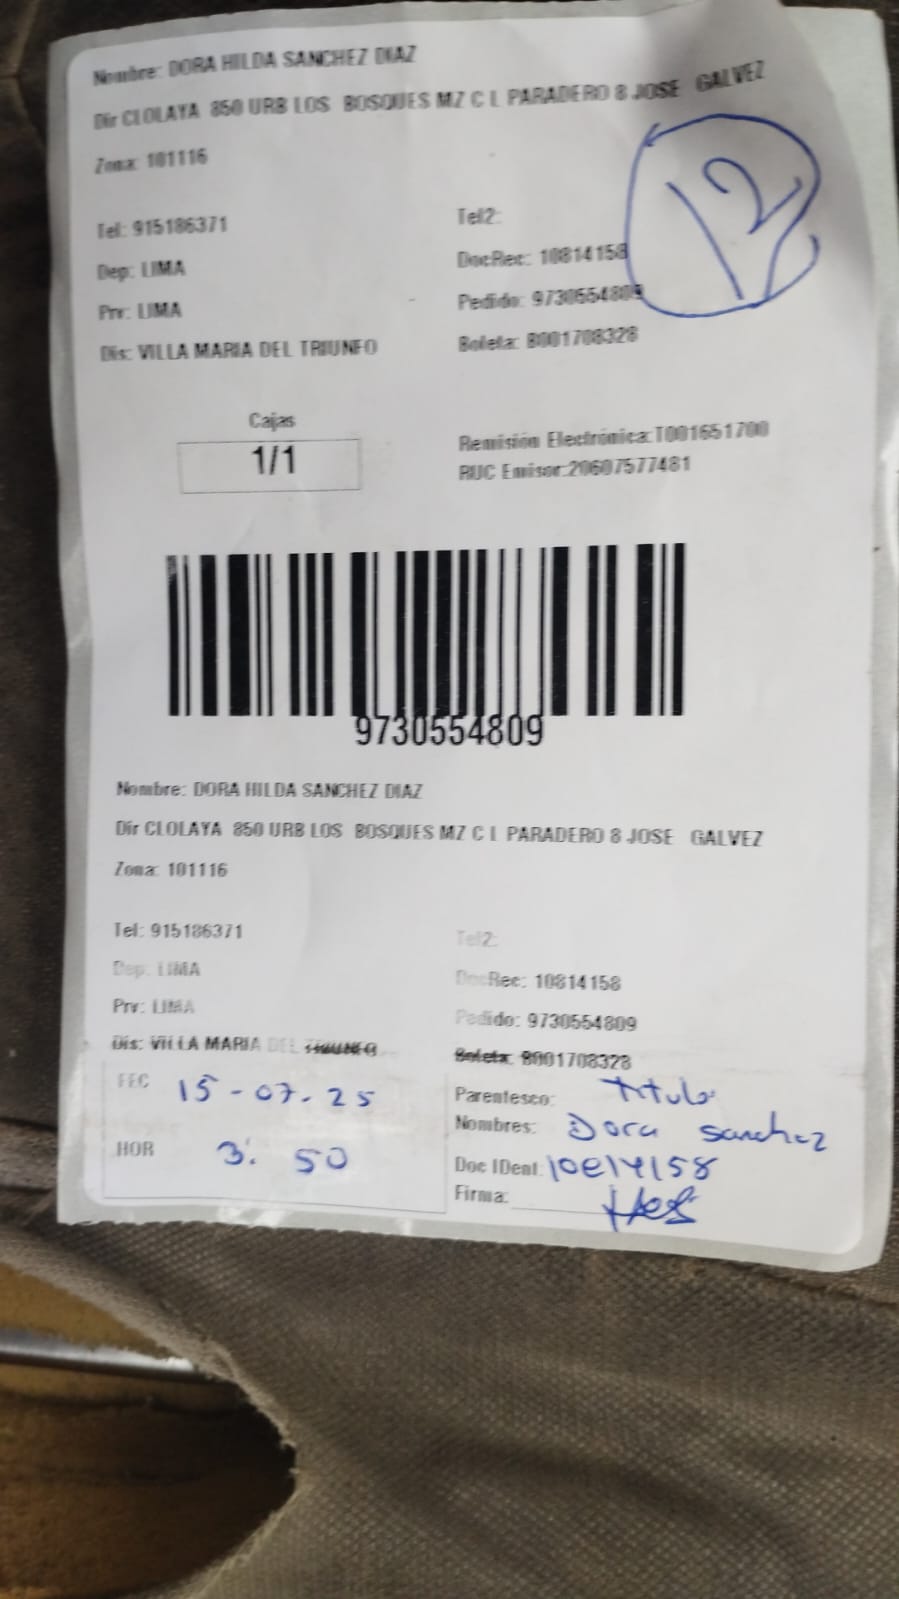 Nombre: DORA HILDA SANCHEZ DIAZ
Dir CLOLAYA 850 URB LOS BOSQUES MZ C L PARADERO 8 JOSE GALVEZ
Zona: 101116
12
Tel: 915186371 Tel2:
Dep: LIMA DocRec: 10814158
Prv: LIMA Pedido: 9730554809
Dis: VILLA MARIA DEL TRIUNFO Boleta: B001708328
Cajas
1/1
Remisión Electrónica:T001651700
RUC Emisor:20607577481
9730554809
Nombre: DORA HILDA SANCHEZ DIAZ
Dir CLOLAYA 850 URB LOS BOSQUES MZ C L PARADERO 8 JOSE GALVEZ
Zona: 101116
Tel: 915186371 Tel2:
Dep: LIMA DocRec: 10814158
Prv: LIMA Pedido: 9730554809
Dis: VILLA MARIA DEL TRIUNFO Boleta: B001708328
FEC 15-07-25 Parentesco: Titular
Nombres: Dora Sanchez
HOR 3:50 Doc IDent: 10814158
Firma: